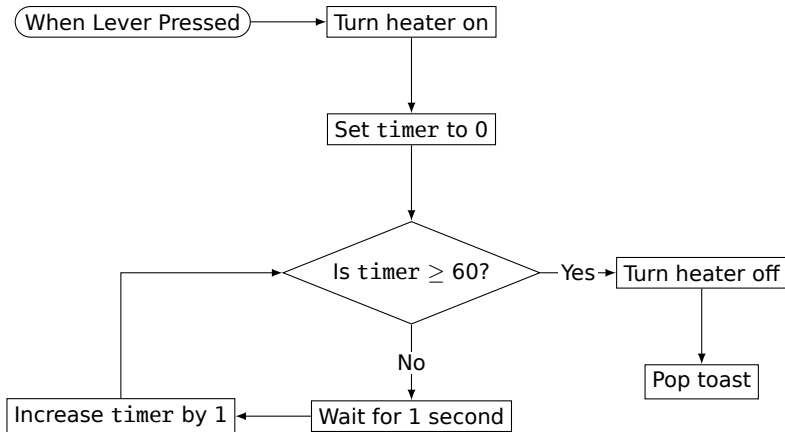 When Lever Pressed
Turn heater on
Set timer to 0
Is timer ≥ 60?
Yes
Turn heater off
No
Pop toast
Increase timer by 1
Wait for 1 second